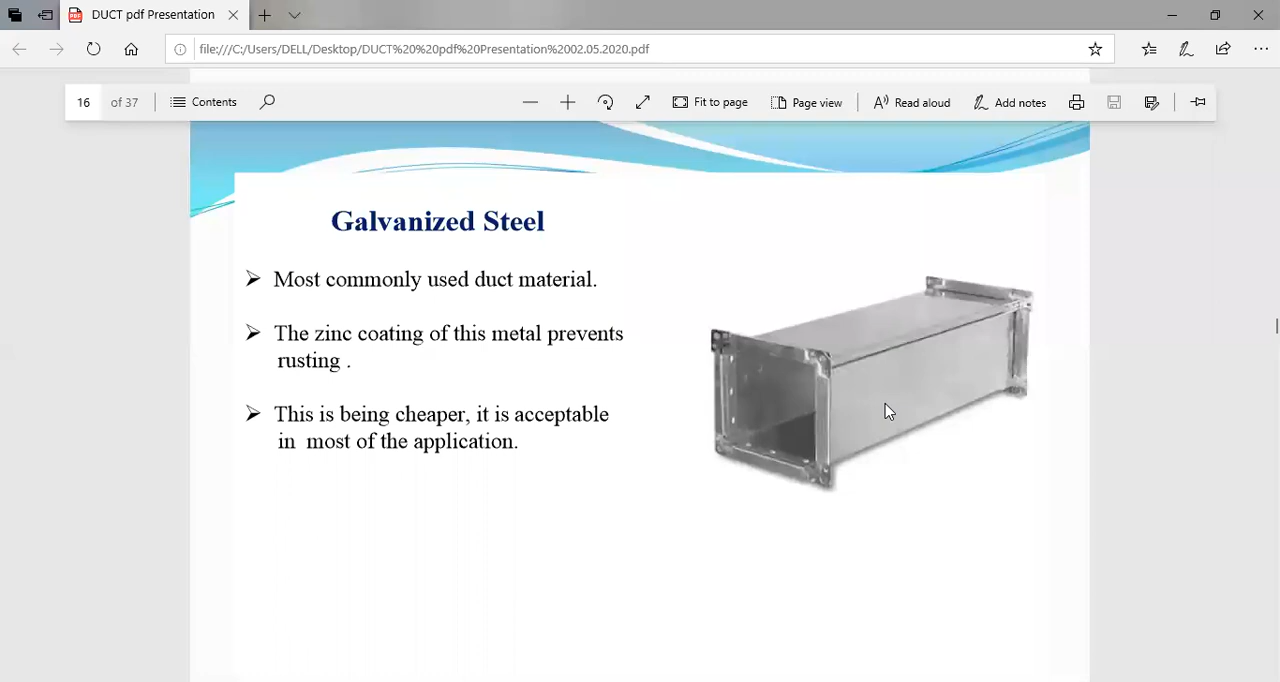 DUCT pdf Presentation
file:///C:/Users/DELL/Desktop/DUCT%20%20pdf%20Presentation%2002.05.2020.pdf
16 of 37 Contents Fit to page Page view Read aloud Add notes
Galvanized Steel
➢ Most commonly used duct material.
➢ The zinc coating of this metal prevents
rusting .
➢ This is being cheaper, it is acceptable
in most of the application.